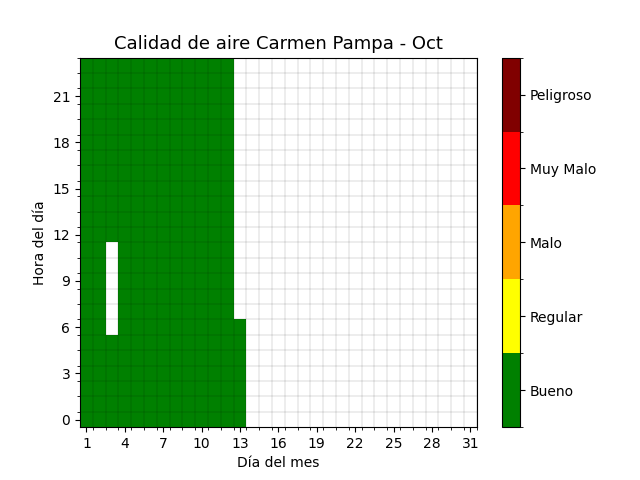 Calidad de aire Carmen Pampa - Oct
Hora del día
21
18
15
12
9
6
3
0
1 4 7 10 13 16 19 22 25 28 31
Día del mes
Peligroso
Muy Malo
Malo
Regular
Bueno